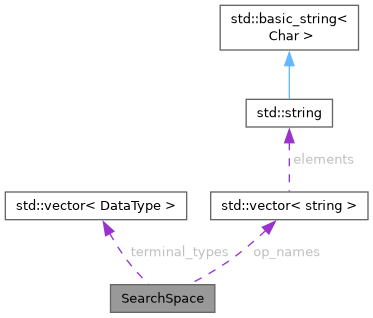 std::basic_string<
Char >
std::string
elements
std::vector< DataType >
std::vector< string >
terminal_types
op_names
SearchSpace